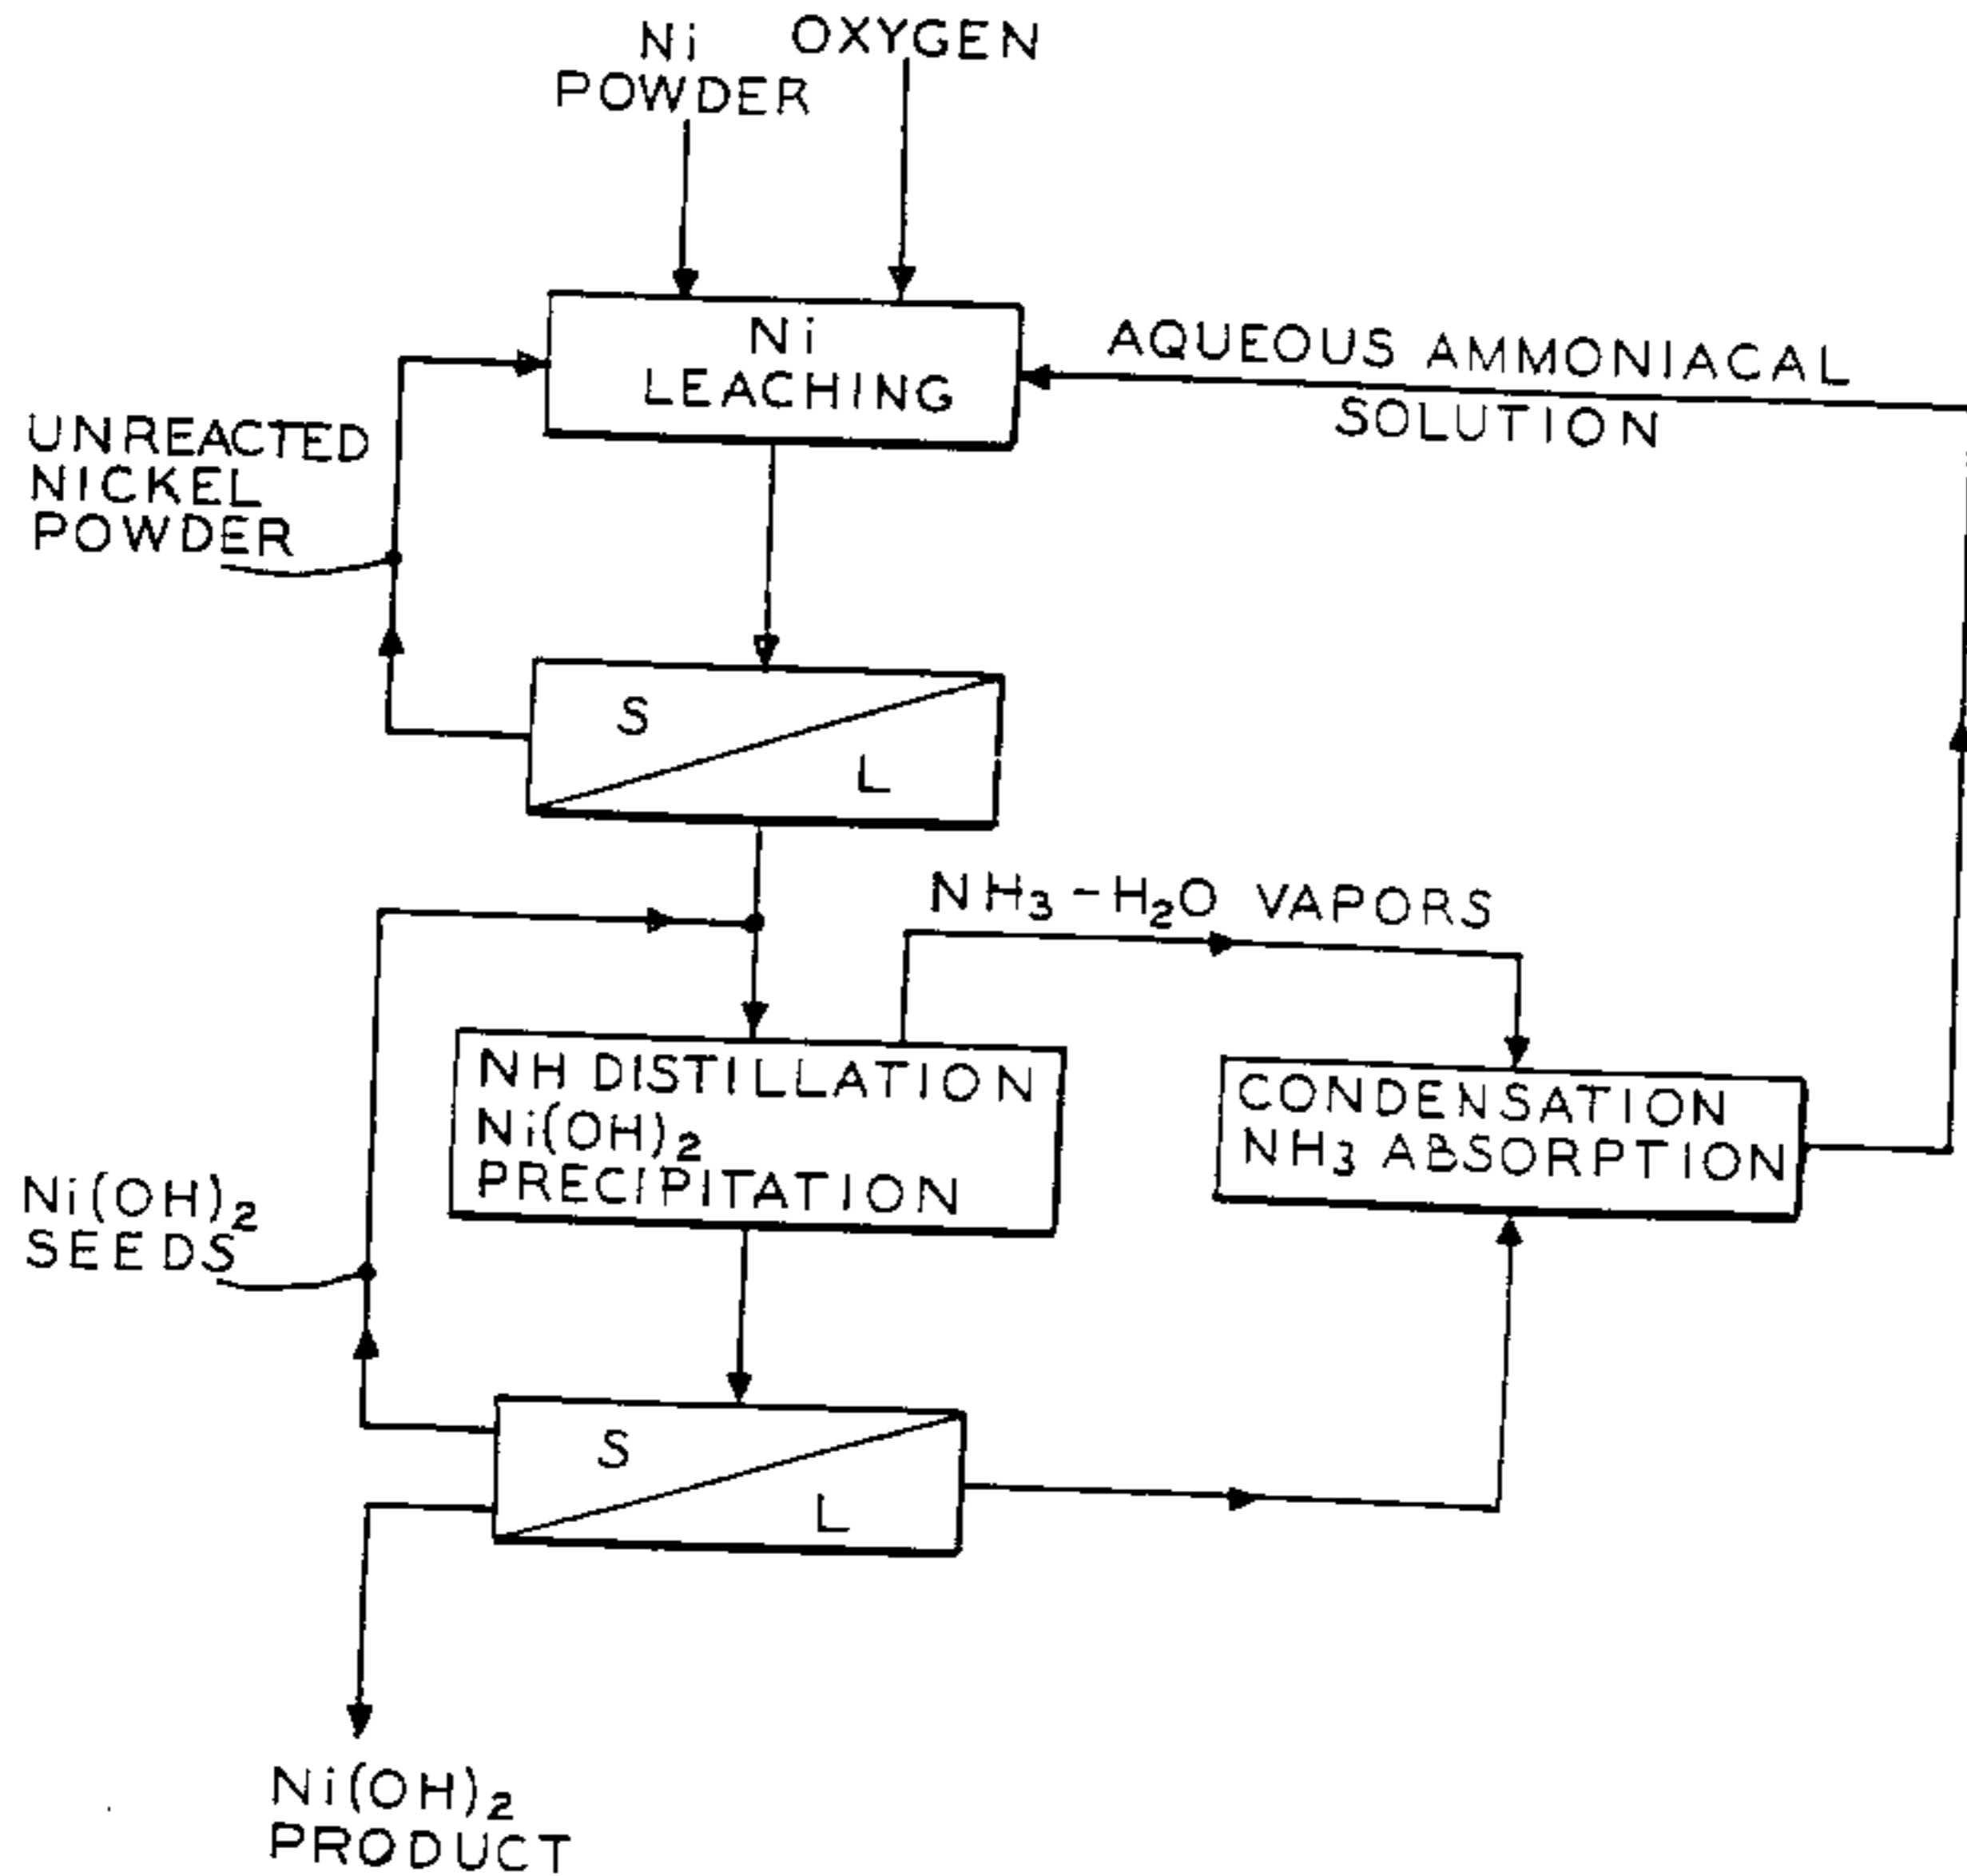 Ni
POWDER
OXYGEN
Ni
LEACHING
AQUEOUS AMMONIACAL
SOLUTION
UNREACTED
NICKEL
POWDER
S
L
NH₃-H₂O VAPORS
NH DISTILLATION
Ni(OH)₂
PRECIPITATION
CONDENSATION
NH₃ ABSORPTION
Ni(OH)₂
SEEDS
S
L
Ni(OH)₂
PRODUCT